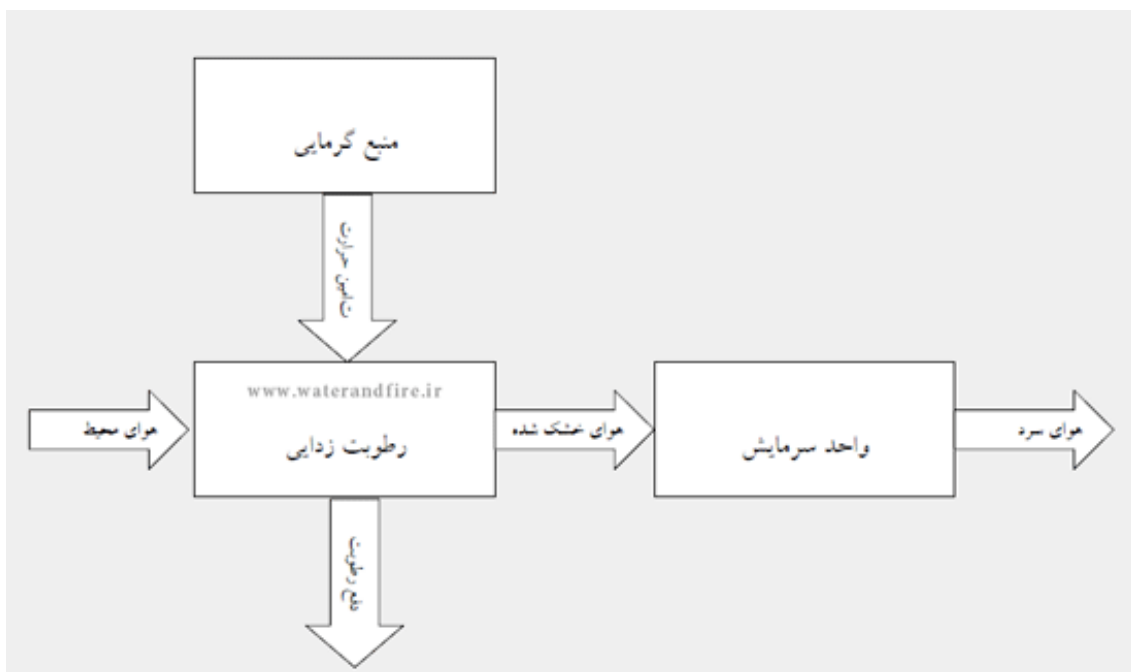 منبع گرمایی
تامین حرارت
www.waterandfire.ir
هوای محیط
رطوبت زدایی
هوای خشک شده
واحد سرمایش
هوای سرد
دفع رطوبت